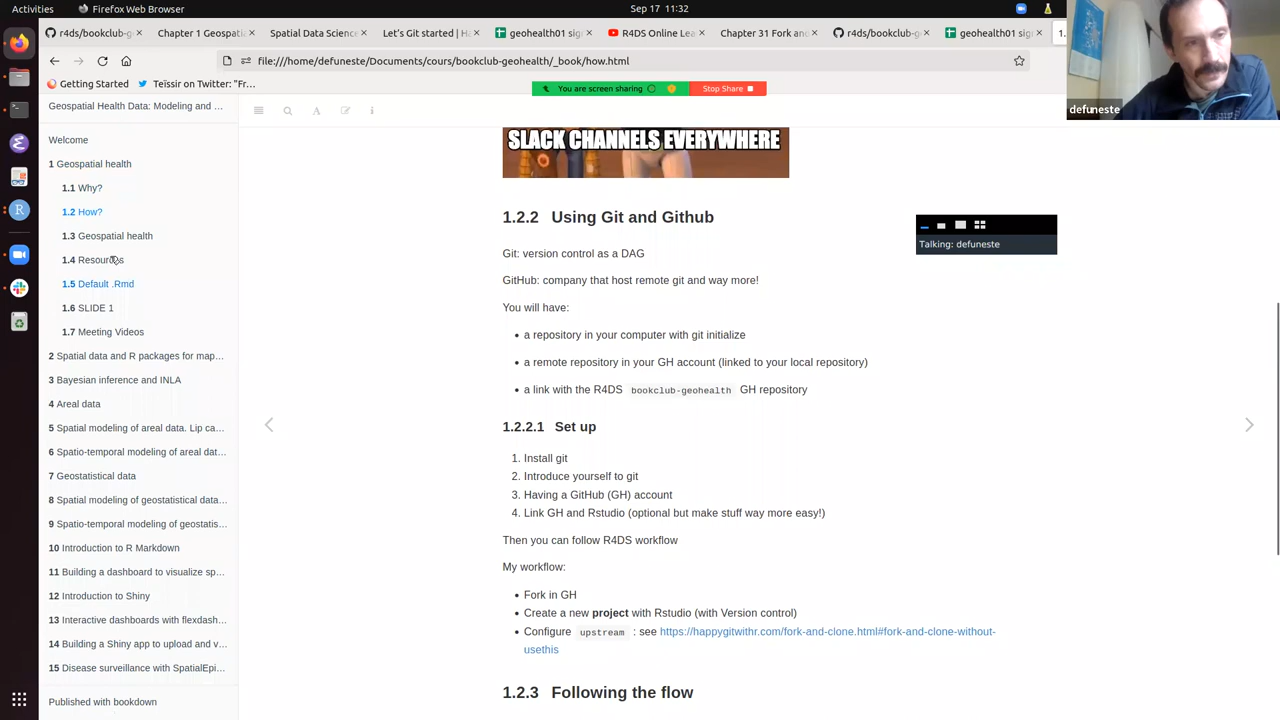 Activities
Firefox Web Browser
Sep 17 11:32
r4ds/bookclub-g
Chapter 1 Geospati
Spatial Data Science
Let's Git started | Ha
geohealth01 sig
R4DS Online Lea
Chapter 31 Fork an
r4ds/bookclub-g
geohealth01 sign
1.
file:///home/defuneste/Documents/cours/bookclub-geohealth/_book/how.html
Getting Started
Teïssir on Twitter: "Fr...
You are screen sharing
Stop Share
defuneste
Geospatial Health Data: Modeling and ...
Welcome
1 Geospatial health
1.1 Why?
1.2 How?
1.3 Geospatial health
1.4 Resources
1.5 Default .Rmd
1.6 SLIDE 1
1.7 Meeting Videos
2 Spatial data and R packages for map...
3 Bayesian inference and INLA
4 Areal data
5 Spatial modeling of areal data. Lip ca...
6 Spatio-temporal modeling of areal dat...
7 Geostatistical data
8 Spatial modeling of geostatistical data...
9 Spatio-temporal modeling of geostatis...
10 Introduction to R Markdown
11 Building a dashboard to visualize sp...
12 Introduction to Shiny
13 Interactive dashboards with flexdash...
14 Building a Shiny app to upload and v...
15 Disease surveillance with SpatialEpi...
Published with bookdown
SLACK CHANNELS EVERYWHERE
1.2.2 Using Git and Github
Git: version control as a DAG
GitHub: company that host remote git and way more!
You will have:
• a repository in your computer with git initialize
• a remote repository in your GH account (linked to your local repository)
• a link with the R4DS bookclub-geohealth GH repository
1.2.2.1 Set up
1. Install git
2. Introduce yourself to git
3. Having a GitHub (GH) account
4. Link GH and Rstudio (optional but make stuff way more easy!)
Then you can follow R4DS workflow
My workflow:
• Fork in GH
• Create a new project with Rstudio (with Version control)
• Configure upstream : see https://happygitwithr.com/fork-and-clone.html#fork-and-clone-without-
usethis
1.2.3 Following the flow
Talking: defuneste